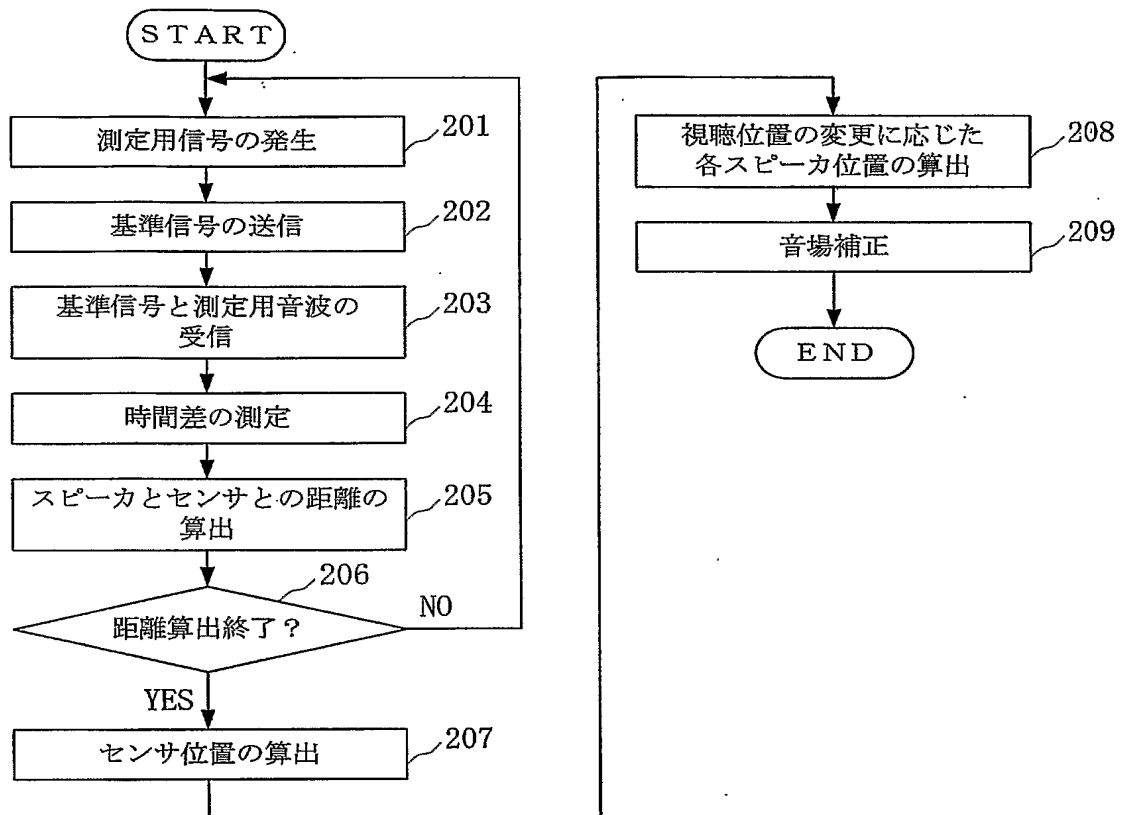 START
測定用信号の発生
201
基準信号の送信
202
基準信号と測定用音波の
受信
203
時間差の測定
204
スピーカとセンサとの距離の
算出
205
206
距離算出終了?
NO
YES
センサ位置の算出
207
視聴位置の変更に応じた
各スピーカ位置の算出
208
音場補正
209
END